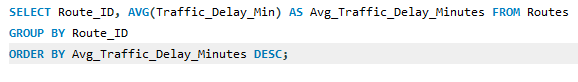 SELECT Route_ID, AVG(Traffic_Delay_Min) AS Avg_Traffic_Delay_Minutes FROM Routes
GROUP BY Route_ID
ORDER BY Avg_Traffic_Delay_Minutes DESC;